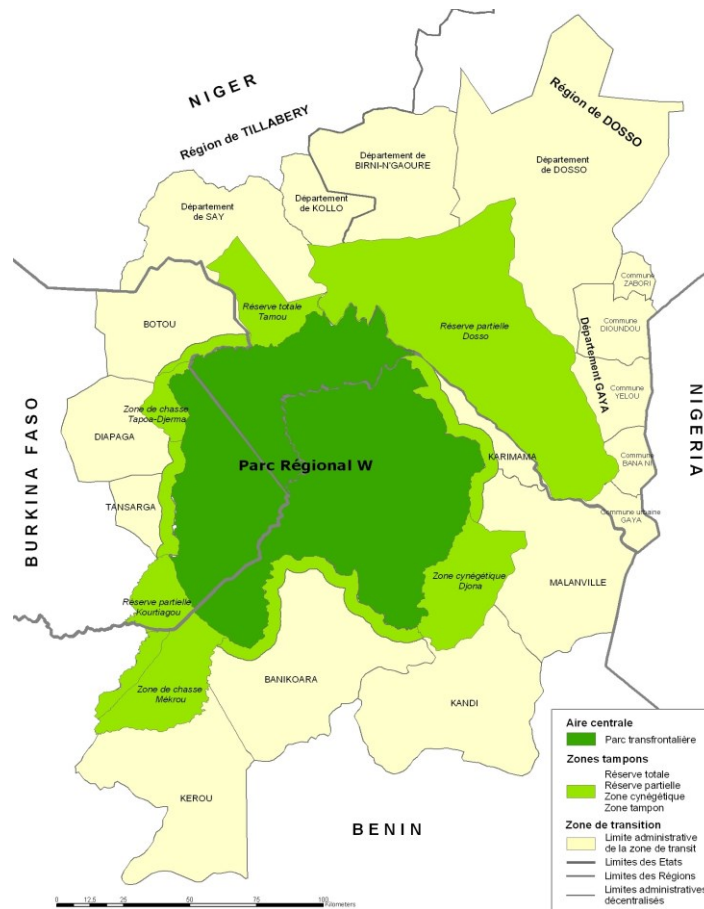 NIGER
Région de TILLABERY
Région de DOSSO
Département de
BIRNI-N'GAOURE
Département
de DOSSO
Département
de KOLLO
Département
de SAY
Commune
ZABORI
Réserve totale
Tamou
BOTOU
Réserve partielle
Dosso
Commune
DIOUNDOU
Département GAYA
Commune
YELOU
NIGERIA
BURKINA FASO
Zone de chasse
Tapoa-Djerma
DIAPAGA
Parc Régional W
KARIMAMA
Commune
BANA NI
TANSARGA
Commune urbaine
GAYA
Zone cynégétique
Djona
MALANVILLE
Réserve partielle
Kourtiagou
Zone de chasse
Mékrou
BANIKOARA
KANDI
KEROU
BENIN
Aire centrale
Parc transfrontalière
Zones tampons
Réserve totale
Réserve partielle
Zone cynégétique
Zone tampon
Zone de transition
Limite administrative
de la zone de transit
Limites des Etats
Limites des Régions
Limites administratives
décentralisés
0 12,5 25 50 75 100
Kilometers